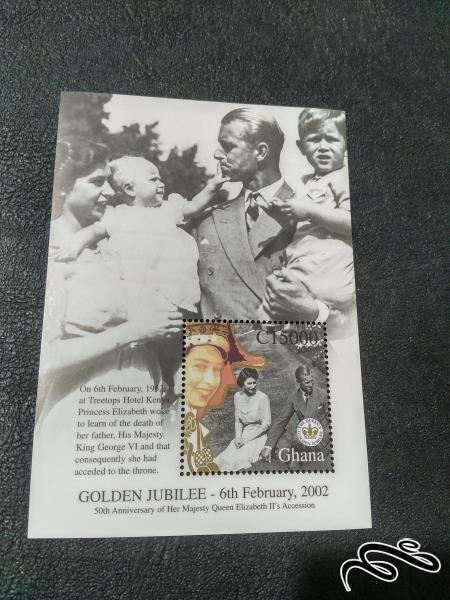 C15000
On 6th February, 1952
at Treetops Hotel Kenya
Princess Elizabeth woke
to learn of the death of
her father, His Majesty
King George VI and that
consequently she had
acceded to the throne.
Ghana
GOLDEN JUBILEE - 6th February, 2002
50th Anniversary of Her Majesty Queen Elizabeth II's Accession